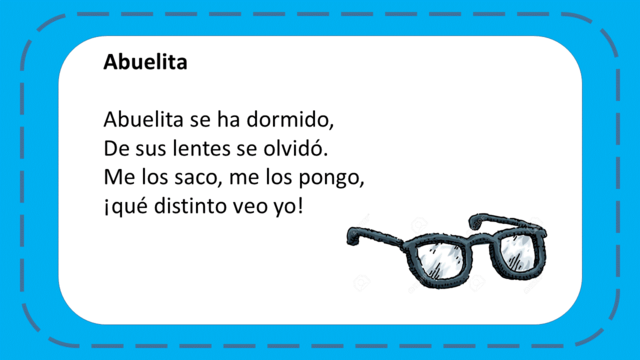 Abuelita
Abuelita se ha dormido,
De sus lentes se olvidó.
Me los saco, me los pongo,
¡qué distinto veo yo!